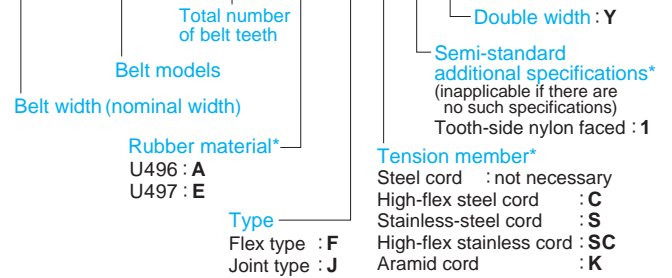 Total number
of belt teeth
Belt models
Belt width (nominal width)
Rubber material*
U496 : A
U497 : E
Type
Flex type : F
Joint type : J
Double width : Y
Semi-standard
additional specifications*
(inapplicable if there are
no such specifications)
Tooth-side nylon faced : 1
Tension member*
Steel cord : not necessary
High-flex steel cord : C
Stainless-steel cord : S
High-flex stainless cord : SC
Aramid cord : K